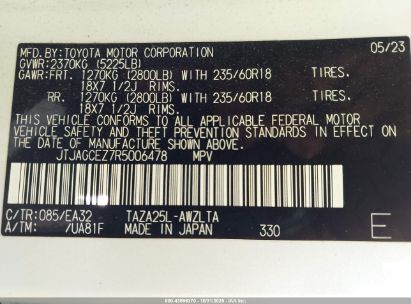 MFD.BY:TOYOTA MOTOR CORPORATION 05/23
GVWR:2370KG (5225LB)
GAWR:FRT. 1270KG (2800LB) WITH 235/60R18 TIRES.
18X7 1/2J RIMS.
RR. 1270KG (2800LB) WITH 235/60R18 TIRES.
18X7 1/2J RIMS.
THIS VEHICLE CONFORMS TO ALL APPLICABLE FEDERAL MOTOR
VEHICLE SAFETY AND THEFT PREVENTION STANDARDS IN EFFECT ON
THE DATE OF MANUFACTURE SHOWN ABOVE.
JTJAGCEZ7R5006478 MPV
C/TR:085/EA32 TAZA25L-AWZLTA
A/TM: /UA81F MADE IN JAPAN 330 E